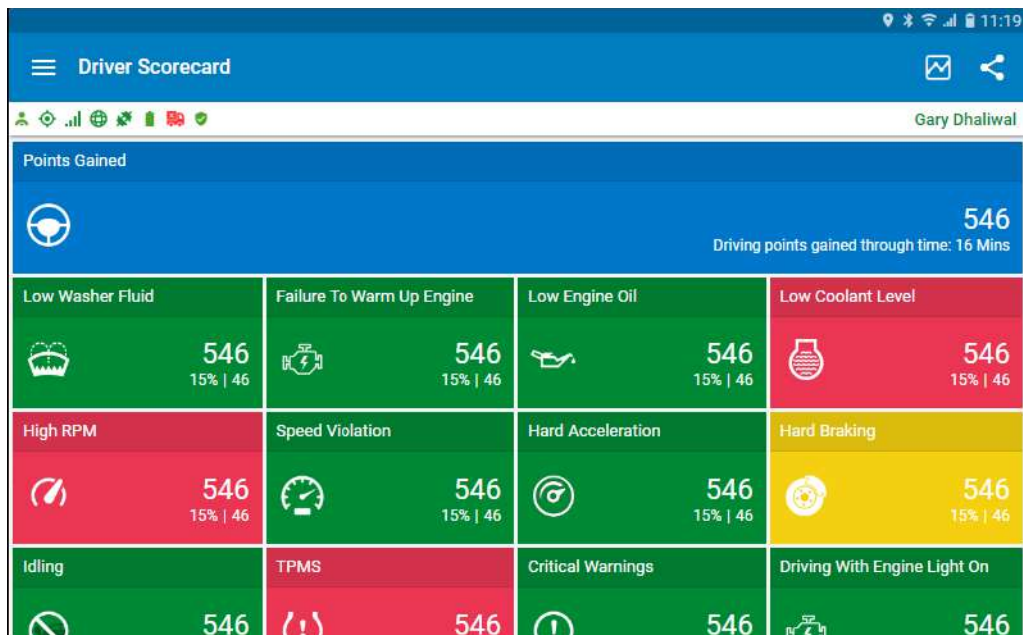 11:19
Driver Scorecard
Gary Dhaliwal
Points Gained
546
Driving points gained through time: 16 Mins
Low Washer Fluid
546
15% | 46
Failure To Warm Up Engine
546
15% | 46
Low Engine Oil
546
15% | 46
Low Coolant Level
546
15% | 46
High RPM
546
15% | 46
Speed Violation
546
15% | 46
Hard Acceleration
546
15% | 46
Hard Braking
546
15% | 46
Idling
546
TPMS
546
Critical Warnings
546
Driving With Engine Light On
546